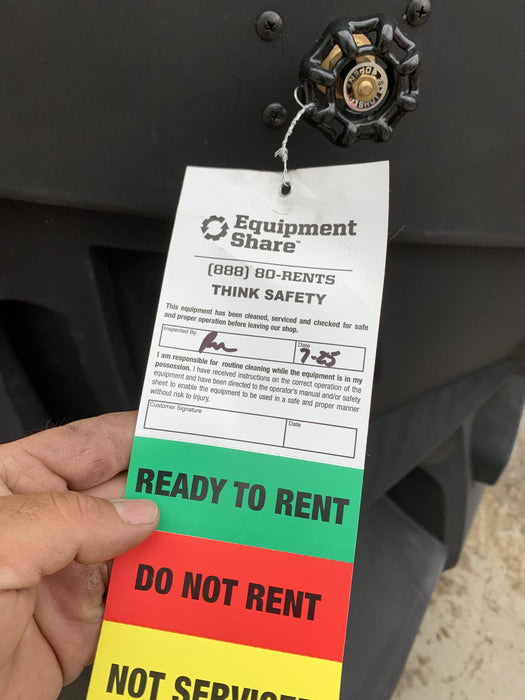 OPEN
SHUT
Equipment
Share™
(888) 80-RENTS
THINK SAFETY
This equipment has been cleaned, serviced and checked for safe
and proper operation before leaving our shop.
Inspected By
Date
7-25
I am responsible for routine cleaning while the equipment is in my
possession. I have received instructions on the correct operation of the
equipment and have been directed to the operator's manual and/or safety
sheet to enable the equipment to be used in a safe and proper manner
without risk to injury.
Customer Signature
Date
READY TO RENT
DO NOT RENT